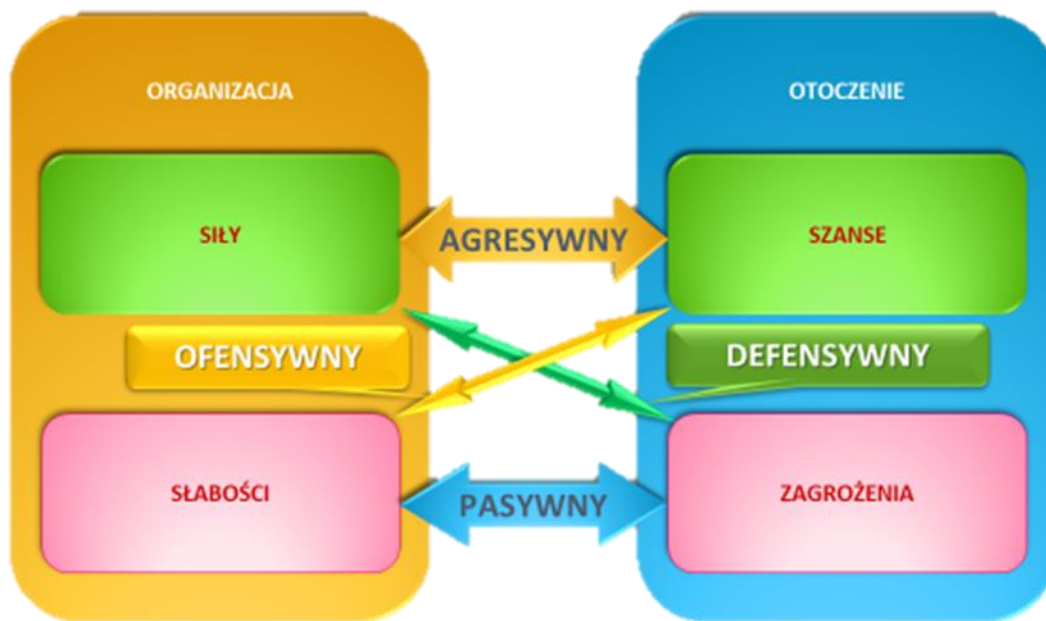 ORGANIZACJA
OTOCZENIE
SIŁY
AGRESYWNY
SZANSE
OFENSYWNY
DEFENSYWNY
SŁABOŚCI
PASYWNY
ZAGROŻENIA